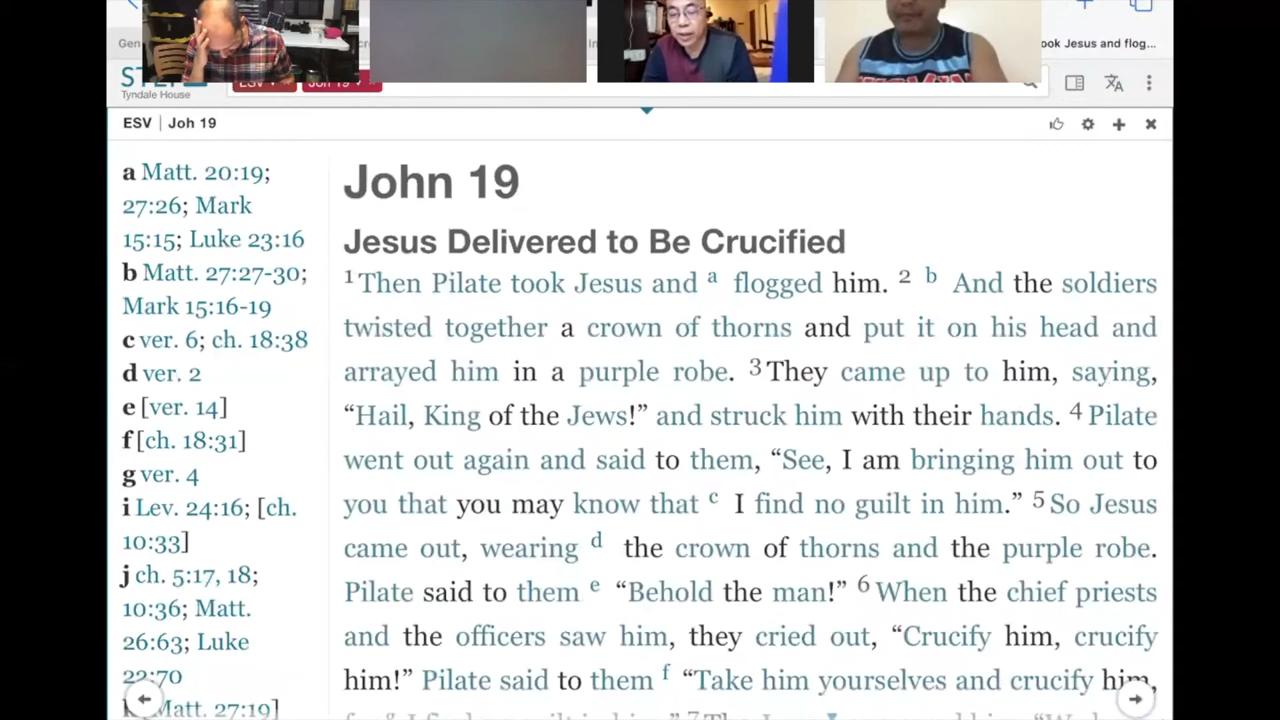 Gen
ook Jesus and flog...
Tyndale House
ESV | Joh 19
a Matt. 20:19;
27:26; Mark
15:15; Luke 23:16
b Matt. 27:27-30;
Mark 15:16-19
c ver. 6; ch. 18:38
d ver. 2
e [ver. 14]
f [ch. 18:31]
g ver. 4
i Lev. 24:16; [ch.
10:33]
j ch. 5:17, 18;
10:36; Matt.
26:63; Luke
22:70
Matt. 27:19]
John 19
Jesus Delivered to Be Crucified
1 Then Pilate took Jesus and a flogged him. 2 b And the soldiers
twisted together a crown of thorns and put it on his head and
arrayed him in a purple robe. 3 They came up to him, saying,
“Hail, King of the Jews!” and struck him with their hands. 4 Pilate
went out again and said to them, “See, I am bringing him out to
you that you may know that c I find no guilt in him.” 5 So Jesus
came out, wearing d the crown of thorns and the purple robe.
Pilate said to them e “Behold the man!” 6 When the chief priests
and the officers saw him, they cried out, “Crucify him, crucify
him!” Pilate said to them f “Take him yourselves and crucify him,